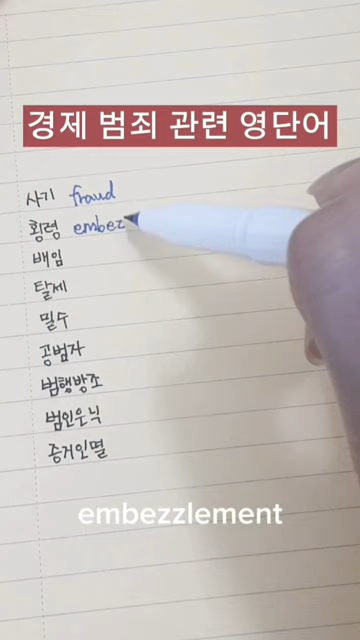 경제 범죄 관련 영단어
사기 fraud
횡령 embez
배임
탈세
밀수
공범자
범행방조
범인은닉
증거인멸
embezzlement